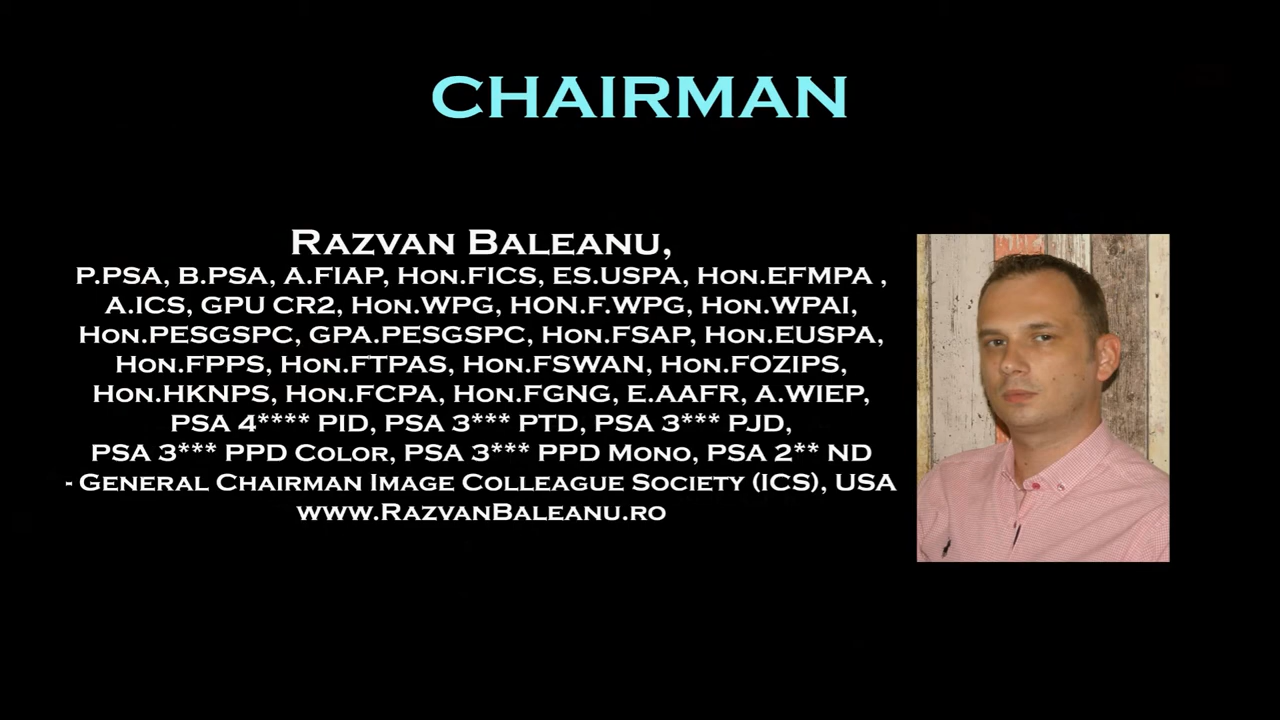 CHAIRMAN
RAZVAN BALEANU,
P.PSA, B.PSA, A.FIAP, HON.FICS, ES.USPA, HON.EFMPA ,
A.ICS, GPU CR2, HON.WPG, HON.F.WPG, HON.WPAI,
HON.PESGSPC, GPA.PESGSPC, HON.FSAP, HON.EUSPA,
HON.FPPS, HON.FTPAS, HON.FSWAN, HON.FOZIPS,
HON.HKNPS, HON.FCPA, HON.FGNG, E.AAFR, A.WIEP,
PSA 4**** PID, PSA 3*** PTD, PSA 3*** PJD,
PSA 3*** PPD COLOR, PSA 3*** PPD MONO, PSA 2** ND
- GENERAL CHAIRMAN IMAGE COLLEAGUE SOCIETY (ICS), USA
WWW.RAZVANBALEANU.RO